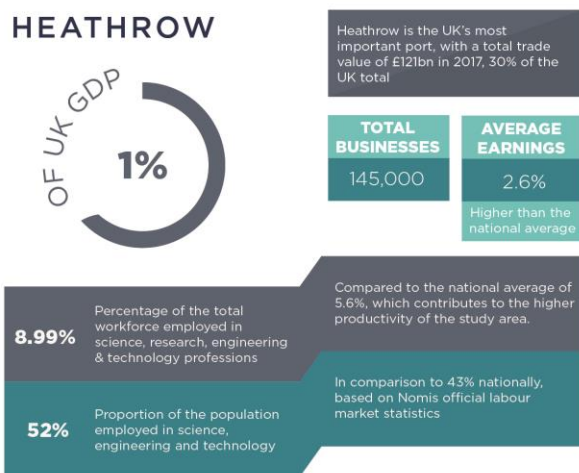 HEATHROW
OF UK GDP
1%
Heathrow is the UK's most
important port, with a total trade
value of £121bn in 2017, 30% of the
UK total
TOTAL
BUSINESSES
145,000
AVERAGE
EARNINGS
2.6%
Higher than the
national average
8.99%
Percentage of the total
workforce employed in
science, research, engineering
& technology professions
Compared to the national average of
5.6%, which contributes to the higher
productivity of the study area.
52%
Proportion of the population
employed in science,
engineering and technology
In comparison to 43% nationally,
based on Nomis official labour
market statistics